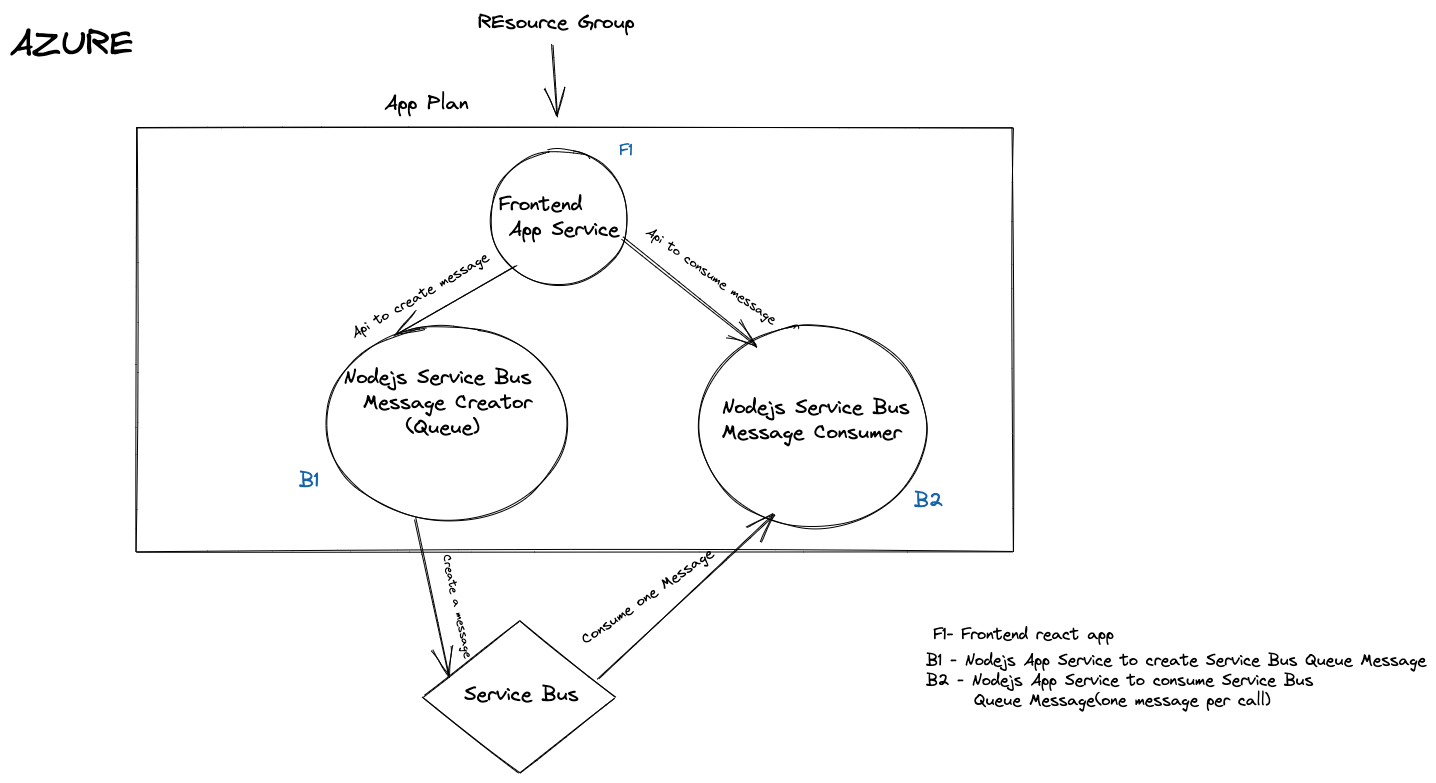 REsource Group
AZURE
App Plan
F1
Frontend
App Service
Api to create message
Api to consume message
Nodejs Service Bus
Message Creator
(Queue)
Nodejs Service Bus
Message Consumer
B1
B2
Create a message
Consume one Message
Service Bus
F1- Frontend react app
B1 - Nodejs App Service to create Service Bus Queue Message
B2 - Nodejs App Service to consume Service Bus
Queue Message(one message per call)